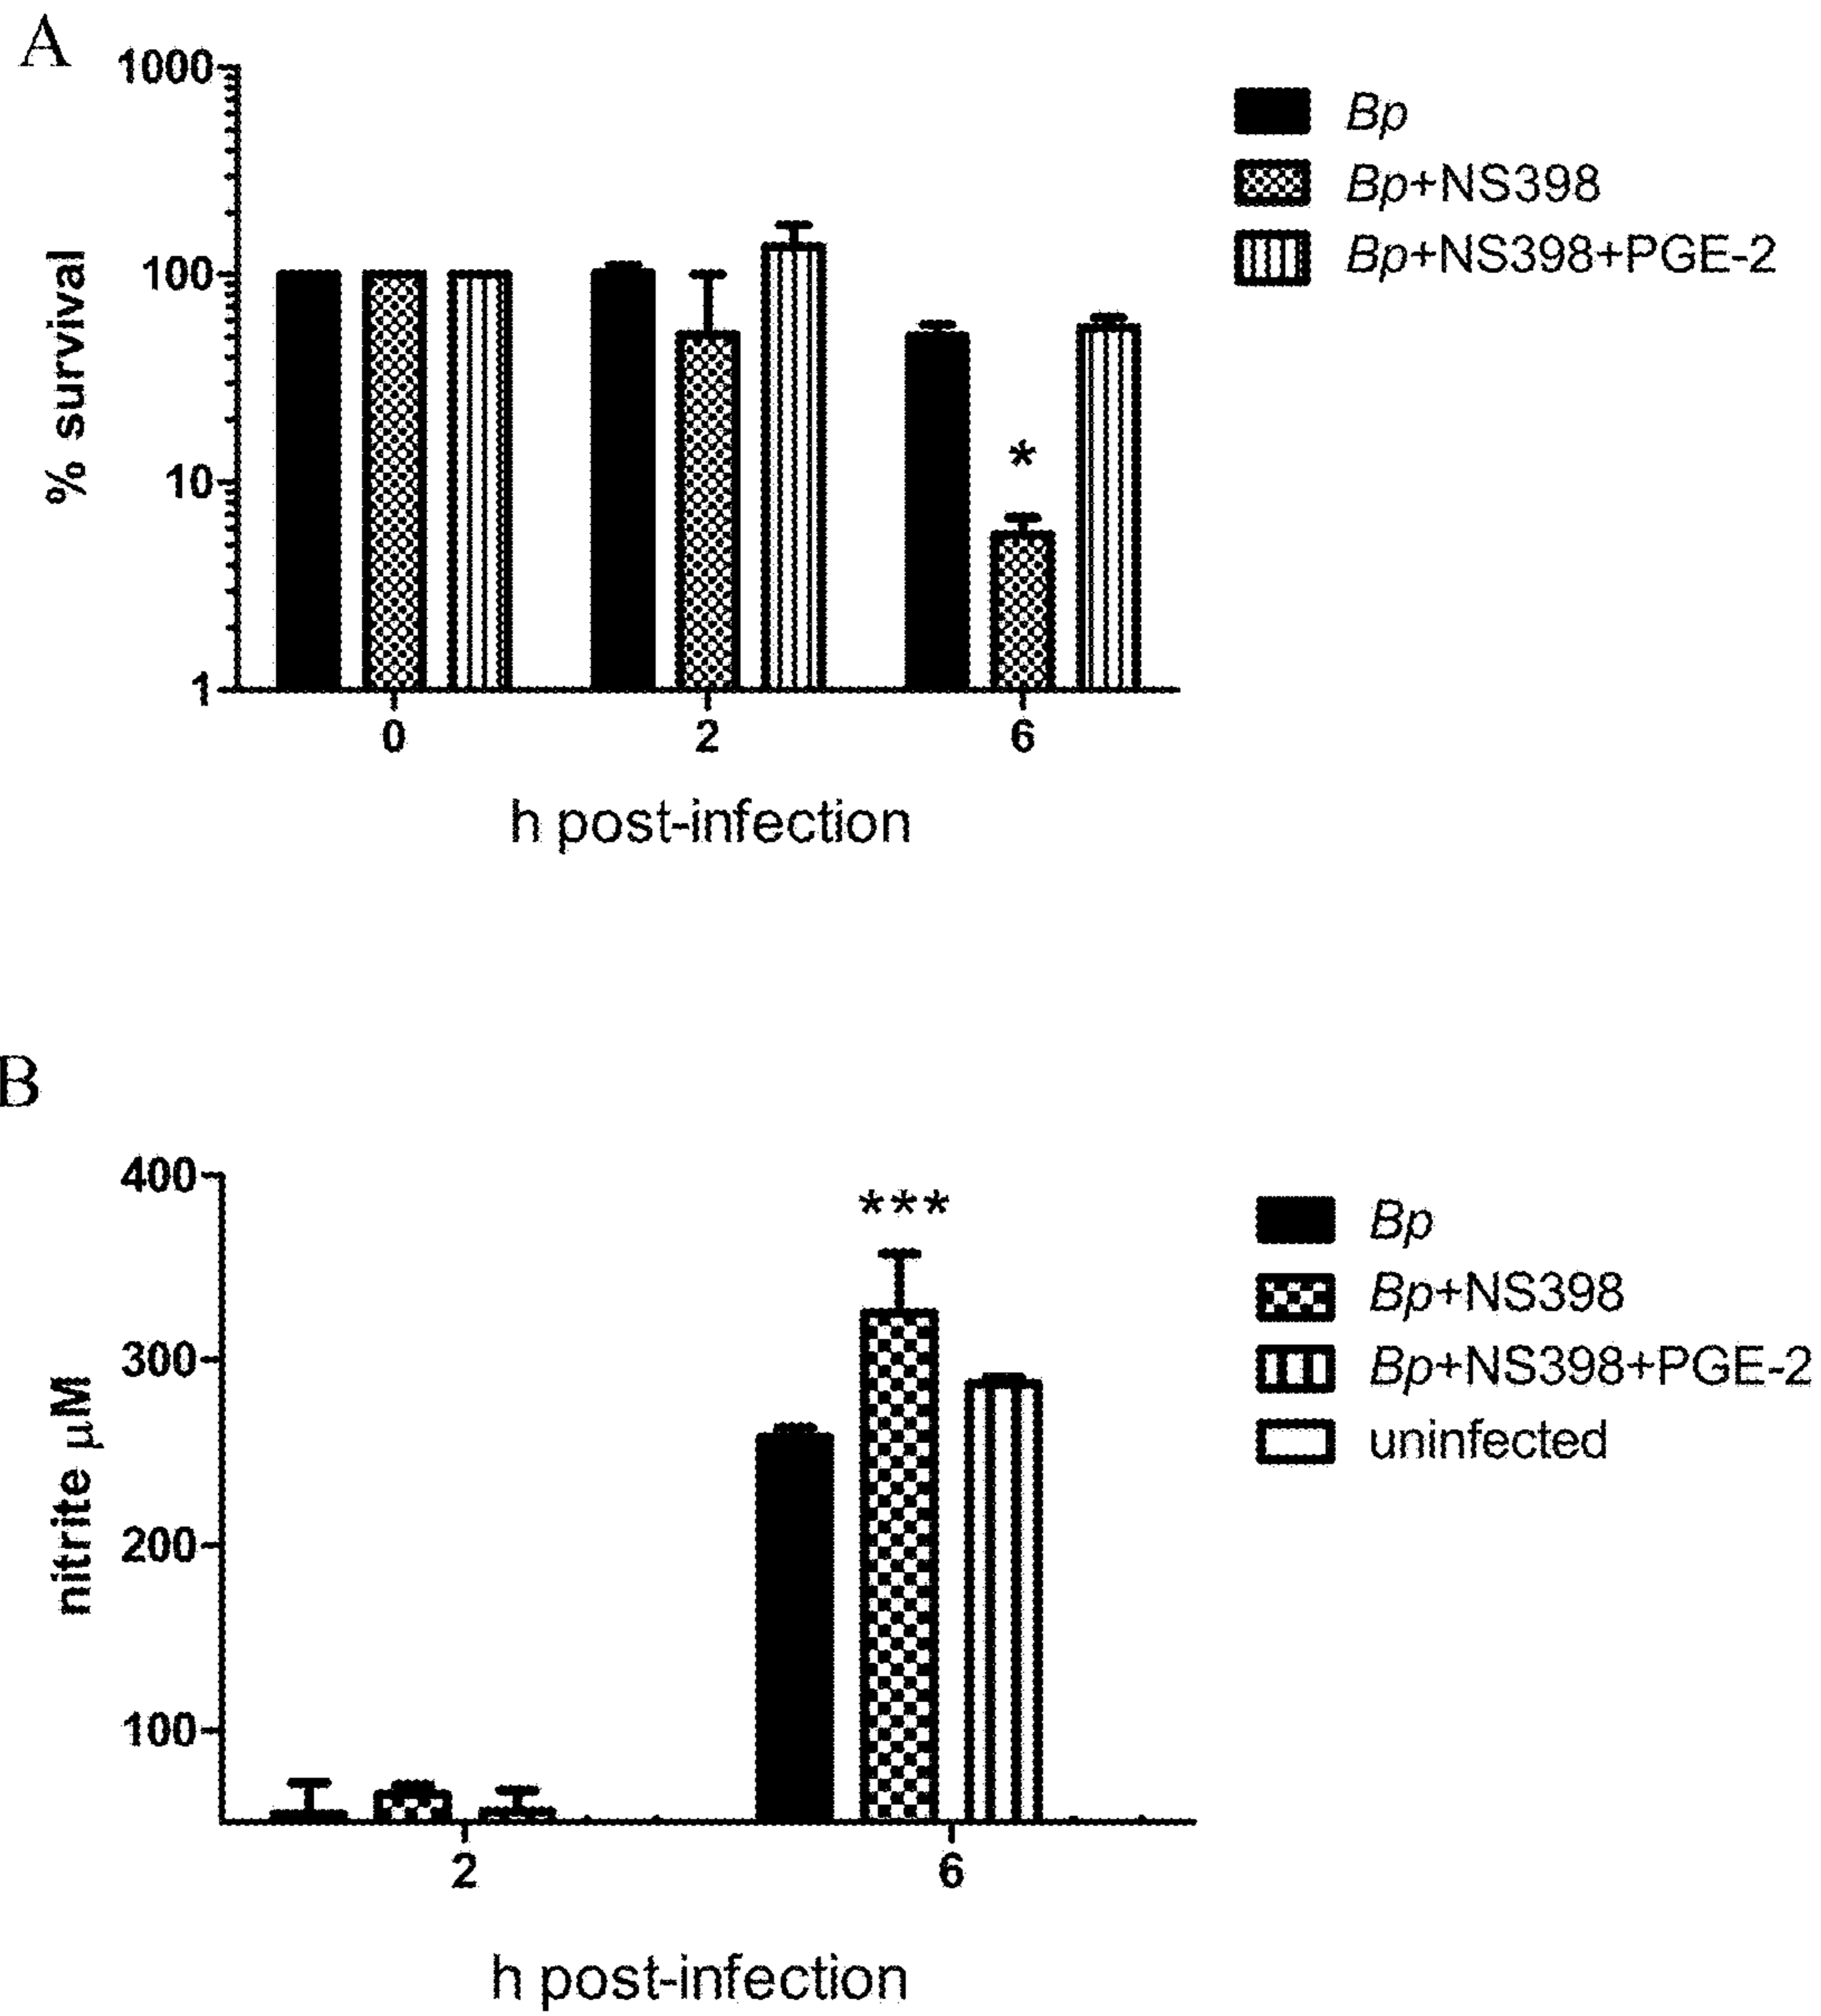 A
1000
100
10
1
% survival
*
0 2 6
h post-infection
Bp
Bp+NS398
Bp+NS398+PGE-2
B
400
300
200
100
nitrite μM
***
2 6
h post-infection
Bp
Bp+NS398
Bp+NS398+PGE-2
uninfected